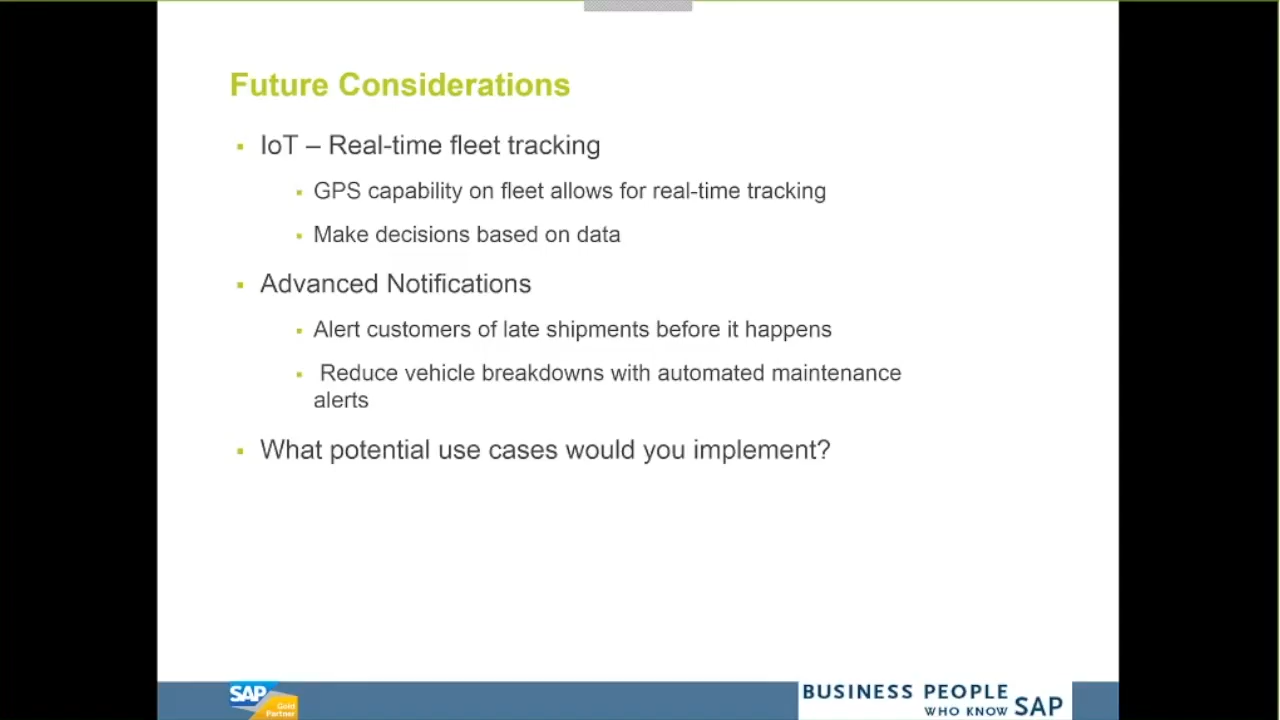 Future Considerations
IoT – Real-time fleet tracking
GPS capability on fleet allows for real-time tracking
Make decisions based on data
Advanced Notifications
Alert customers of late shipments before it happens
Reduce vehicle breakdowns with automated maintenance
alerts
What potential use cases would you implement?
SAP
Gold
Partner
BUSINESS PEOPLE
WHO KNOW SAP